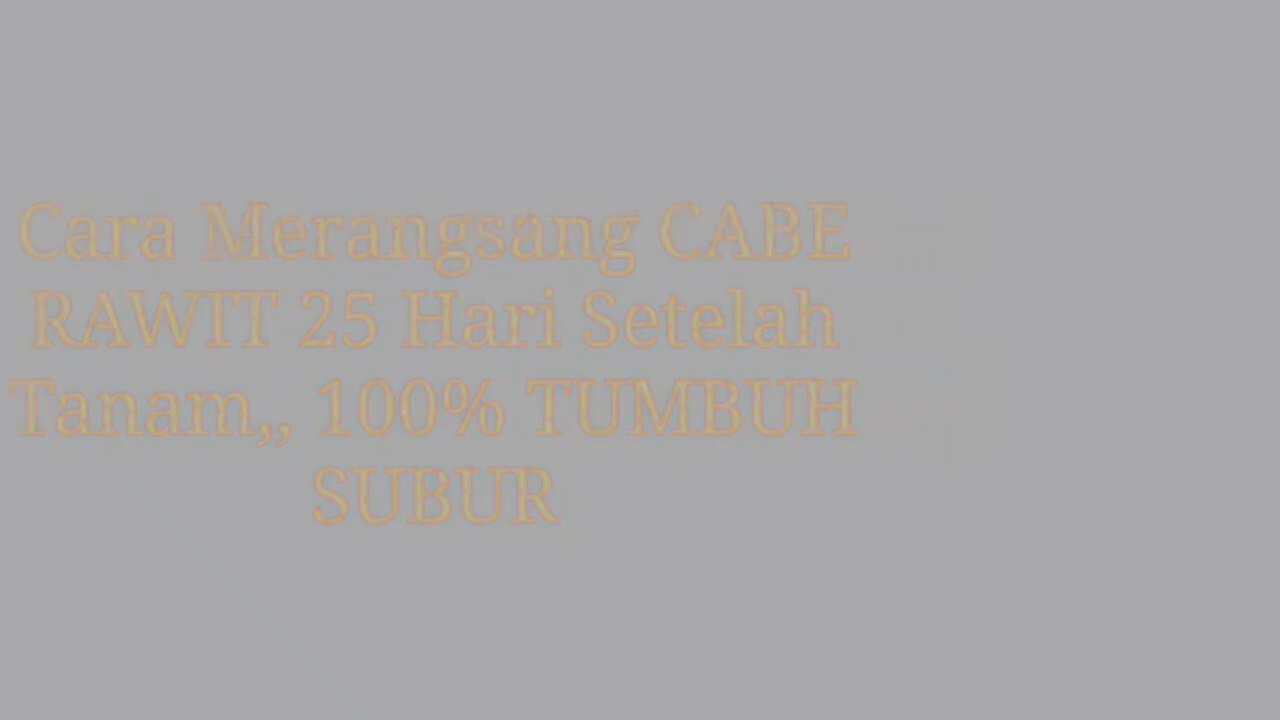 Cara Merangsang CABE
RAWIT 25 Hari Setelah
Tanam,, 100% TUMBUH
SUBUR